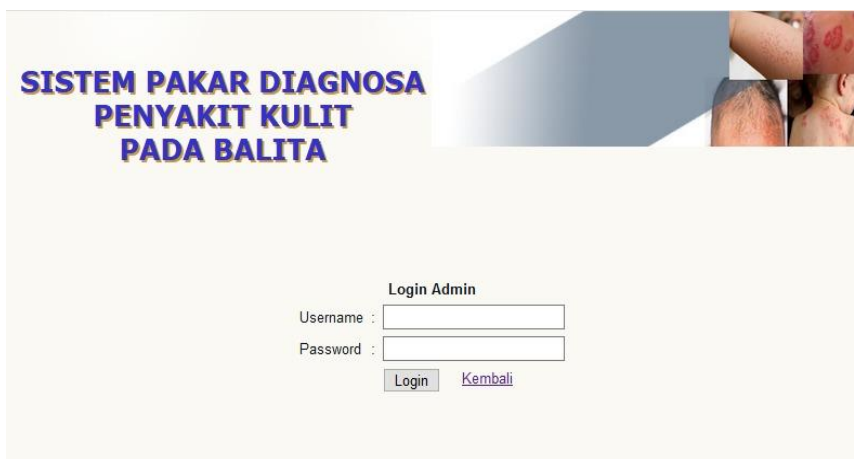 SISTEM PAKAR DIAGNOSA
PENYAKIT KULIT
PADA BALITA
Login Admin
Username :
Password :
Login Kembali